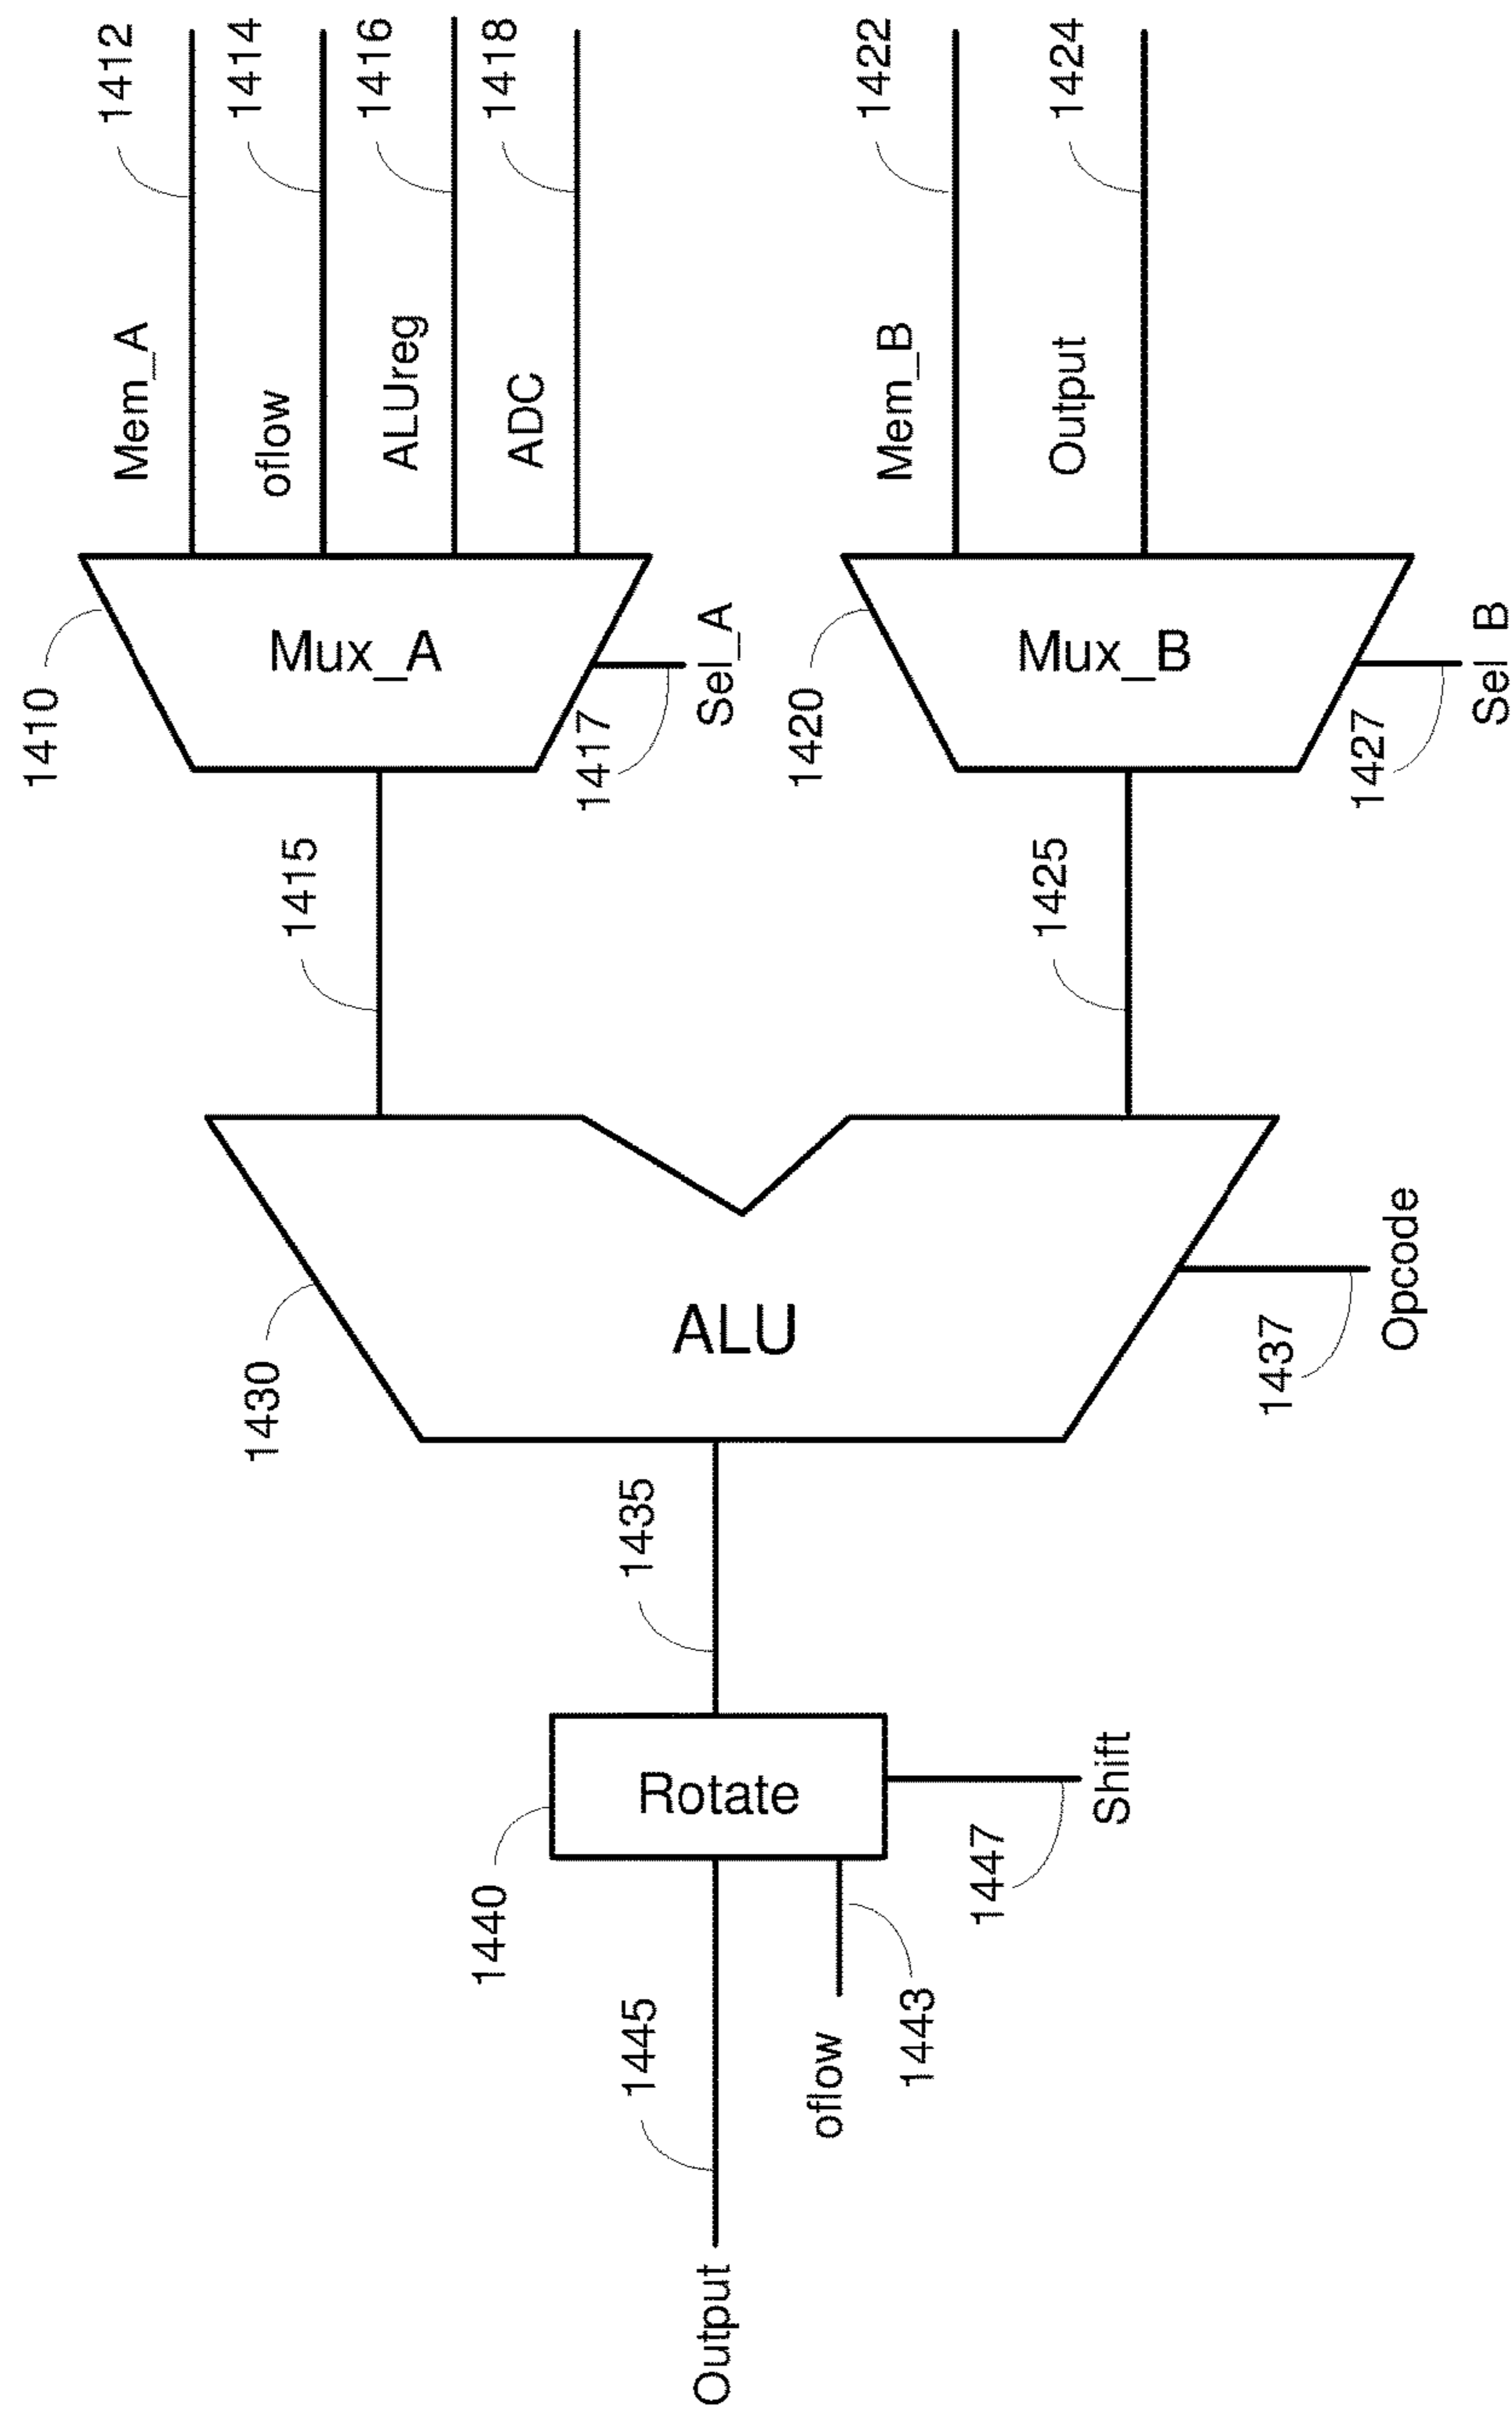 1412
Mem_A
1414
oflow
1416
ALUreg
1418
ADC
1410
Mux_A
1417
Sel_A
1415
1422
Mem_B
1424
Output
1420
Mux_B
1427
Sel_B
1425
1430
ALU
1437
Opcode
1435
1440
Rotate
1447
Shift
1445
Output
oflow
1443